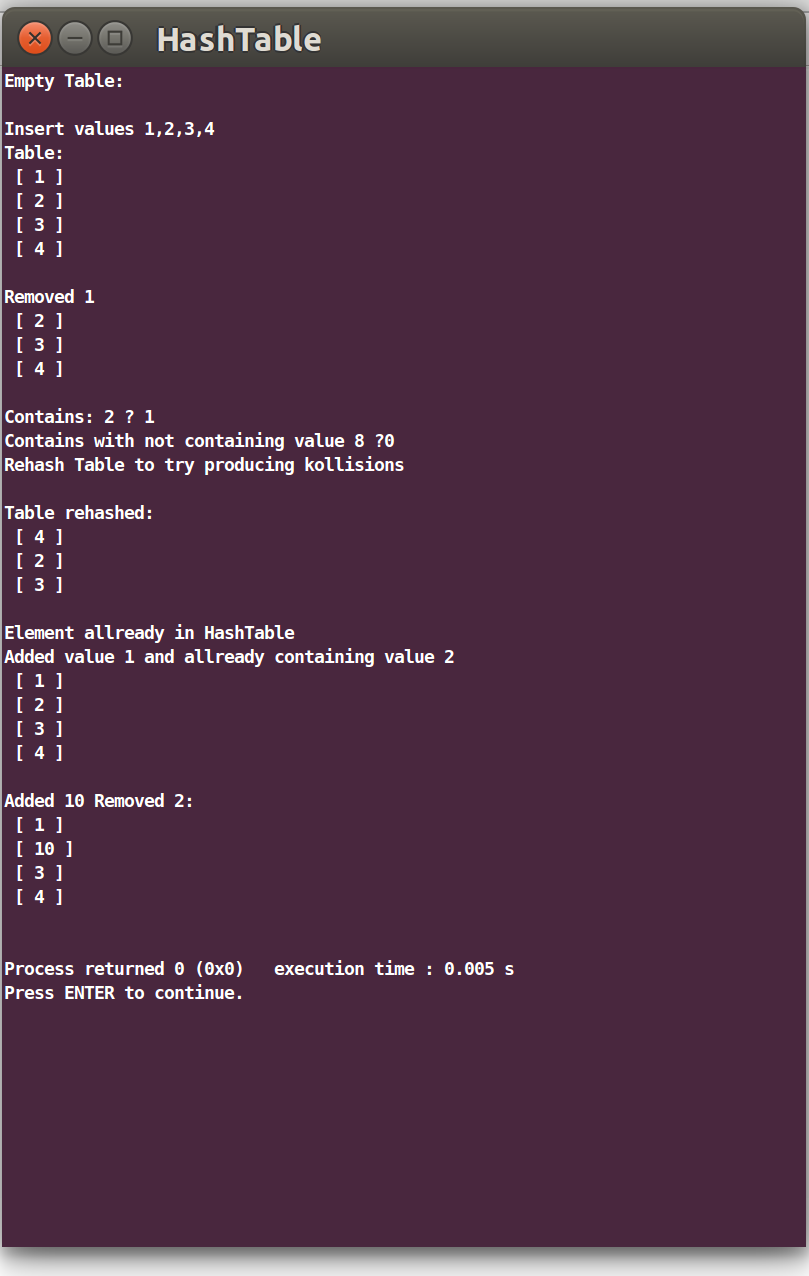 HashTable
Empty Table:
Insert values 1,2,3,4
Table:
[ 1 ]
[ 2 ]
[ 3 ]
[ 4 ]
Removed 1
[ 2 ]
[ 3 ]
[ 4 ]
Contains: 2 ? 1
Contains with not containing value 8 ?0
Rehash Table to try producing kollisions
Table rehashed:
[ 4 ]
[ 2 ]
[ 3 ]
Element allready in HashTable
Added value 1 and allready containing value 2
[ 1 ]
[ 2 ]
[ 3 ]
[ 4 ]
Added 10 Removed 2:
[ 1 ]
[ 10 ]
[ 3 ]
[ 4 ]
Process returned 0 (0x0)   execution time : 0.005 s
Press ENTER to continue.